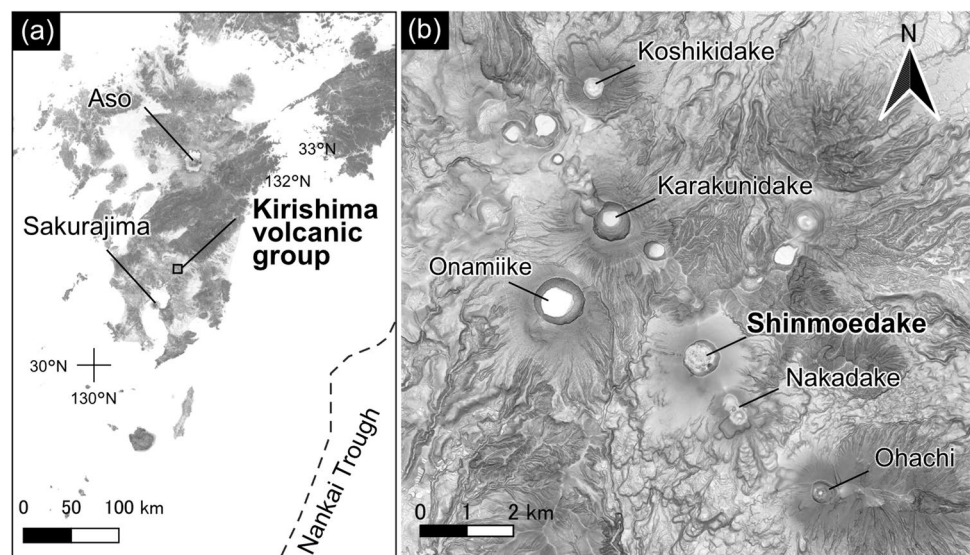 (a)
Aso
33°N
132°N
Kirishima
volcanic
group
Sakurajima
30°N
130°N
Nankai Trough
0 50 100 km
(b)
N
Koshikidake
Karakunidake
Onamiike
Shinmoedake
Nakadake
Ohachi
0 1 2 km